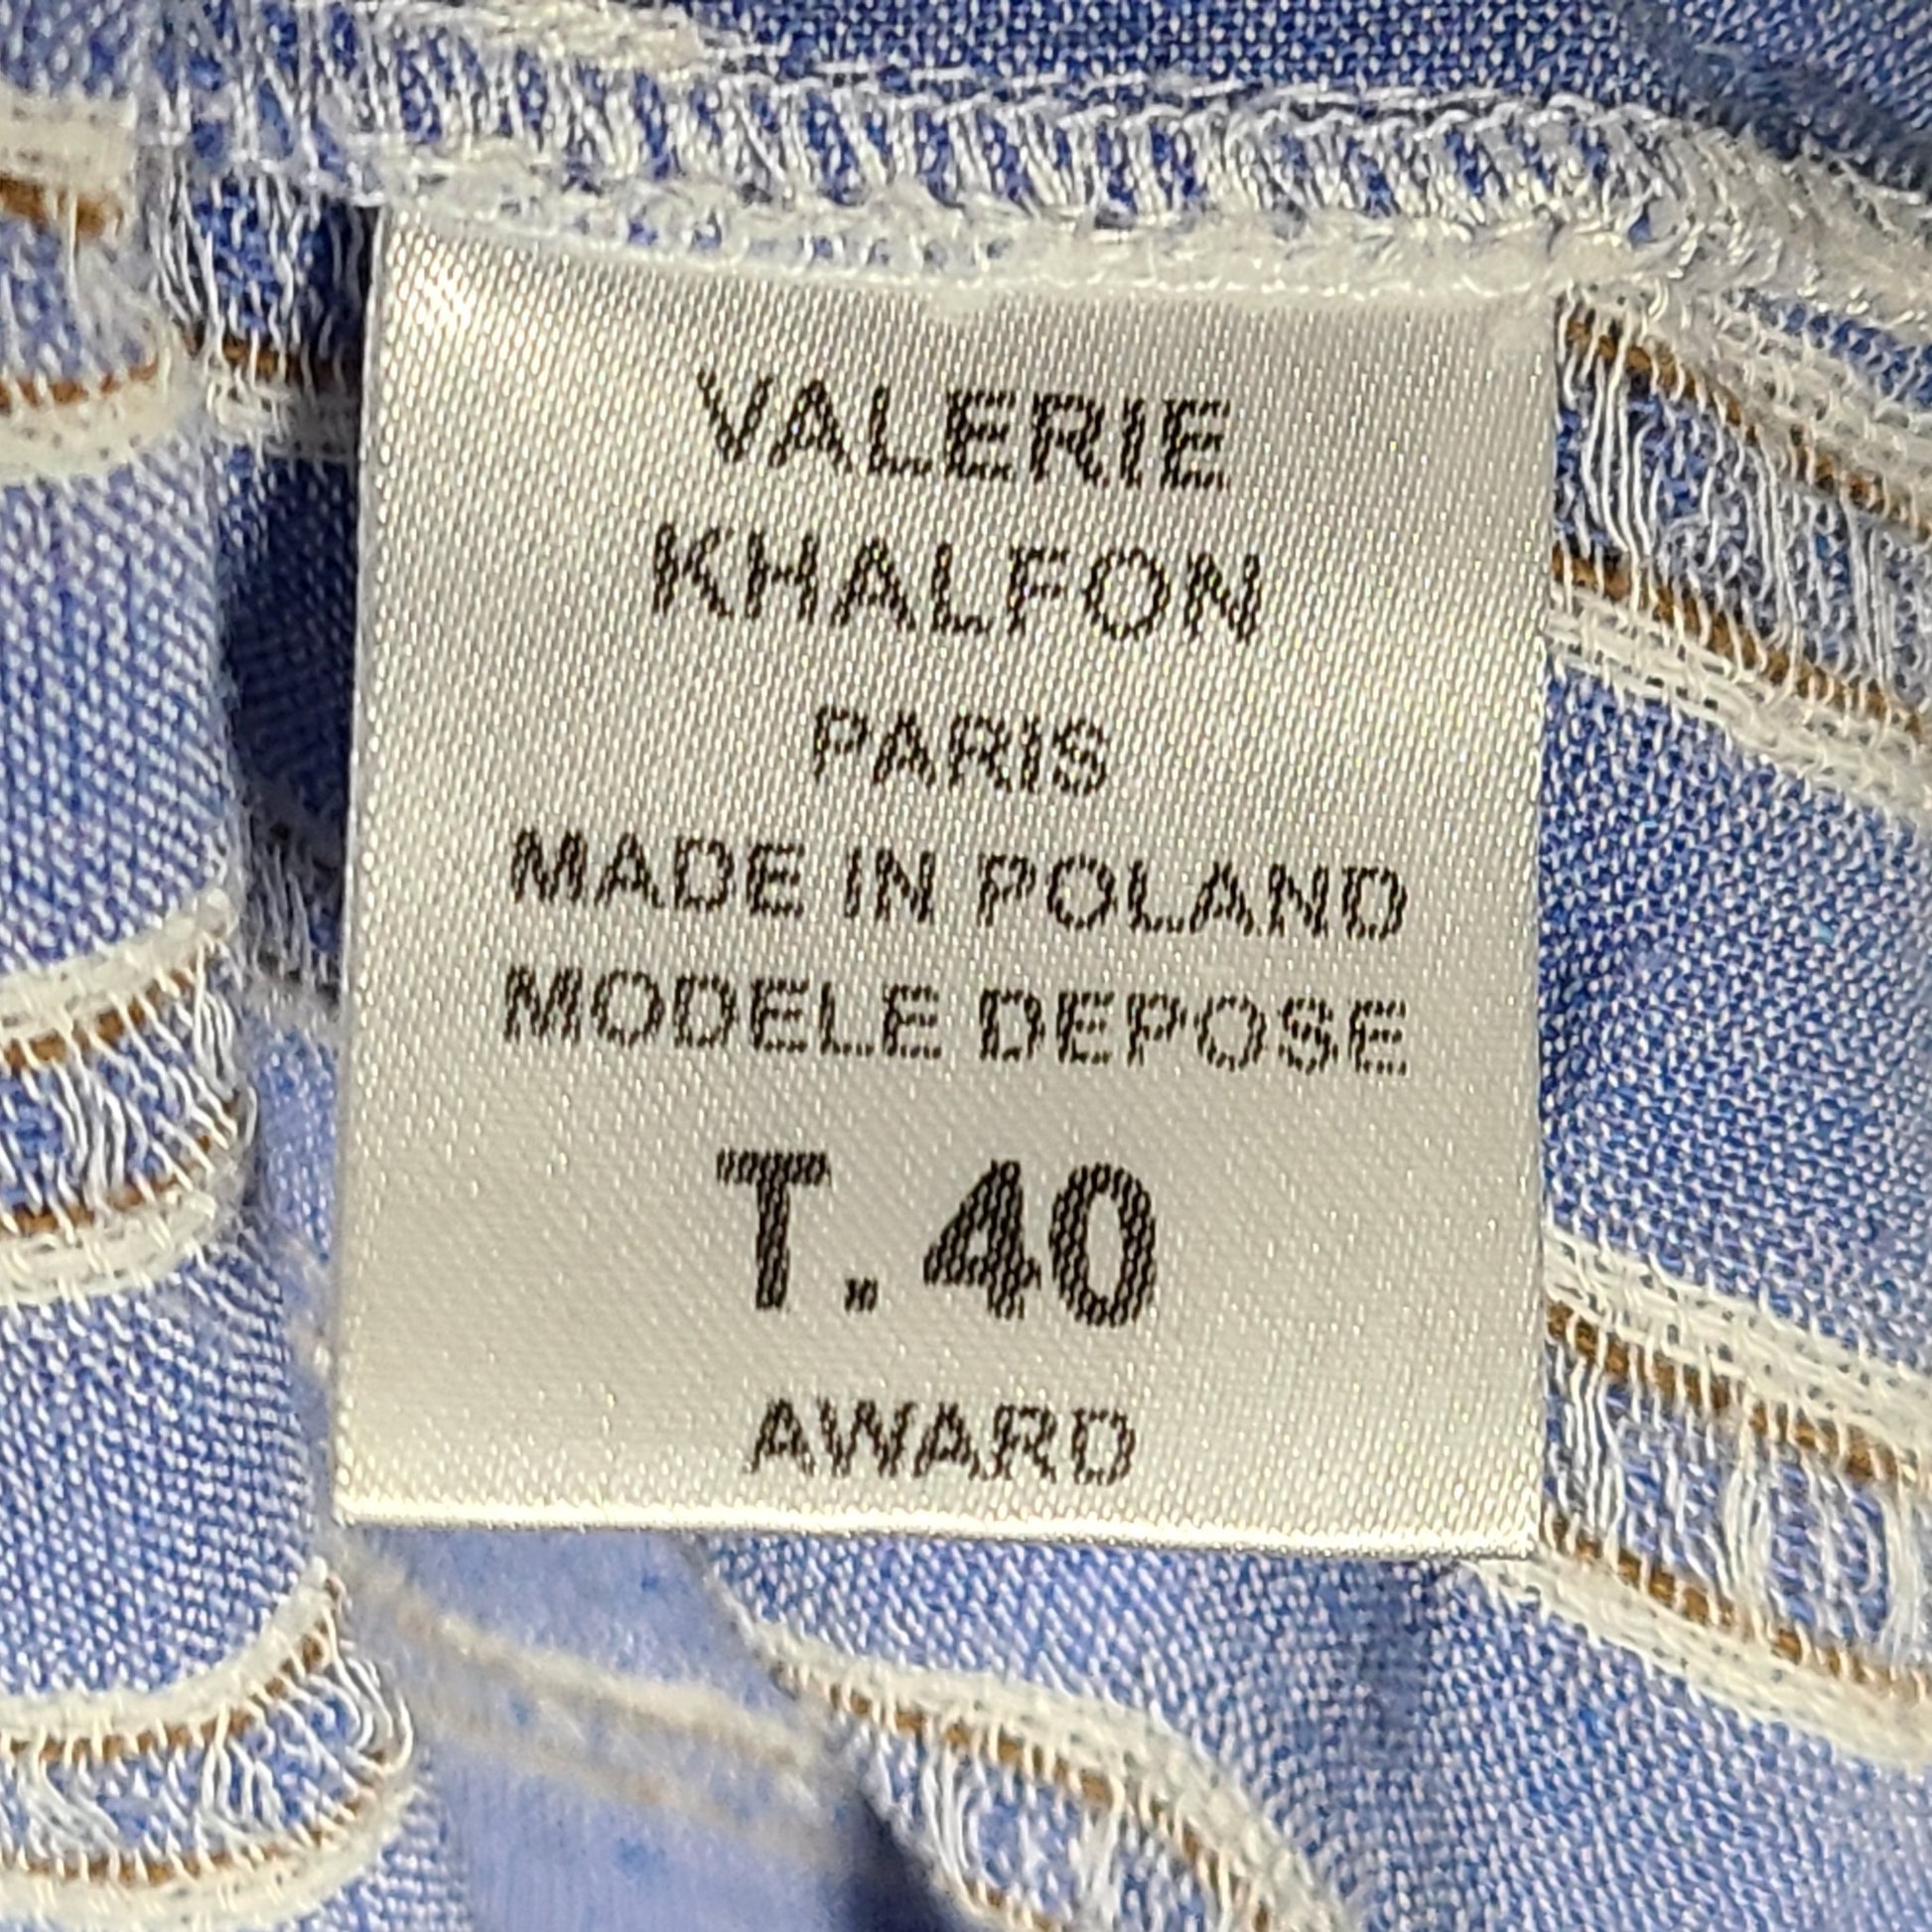 VALERIE
KHALFON
PARIS
MADE IN POLAND
MODELE DEPOSE
T. 40
AWARD